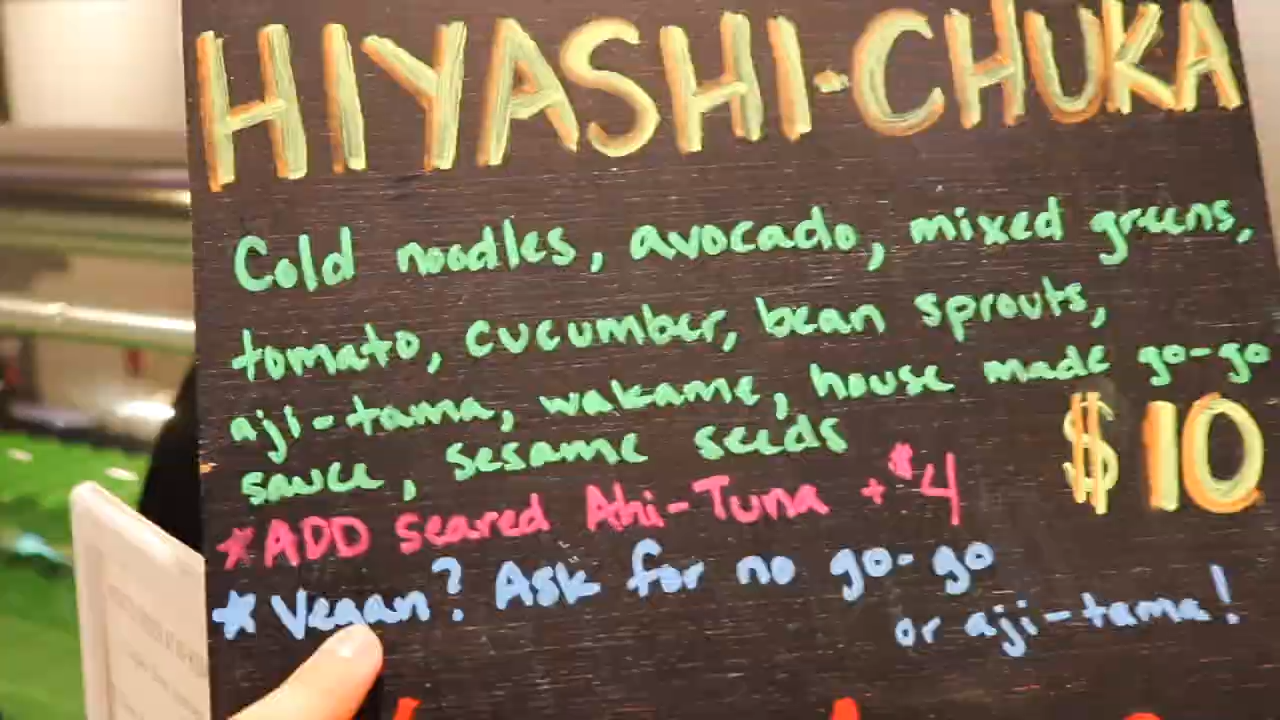 HIYASHI-CHUKA
Cold noodles, avocado, mixed greens,
tomato, cucumber, bean sprouts,
aji-tama, wakame, house made go-go
sauce, sesame seeds
$10
*ADD seared Ahi-Tuna +$4
*Vegan? Ask for no go-go
or aji-tama!